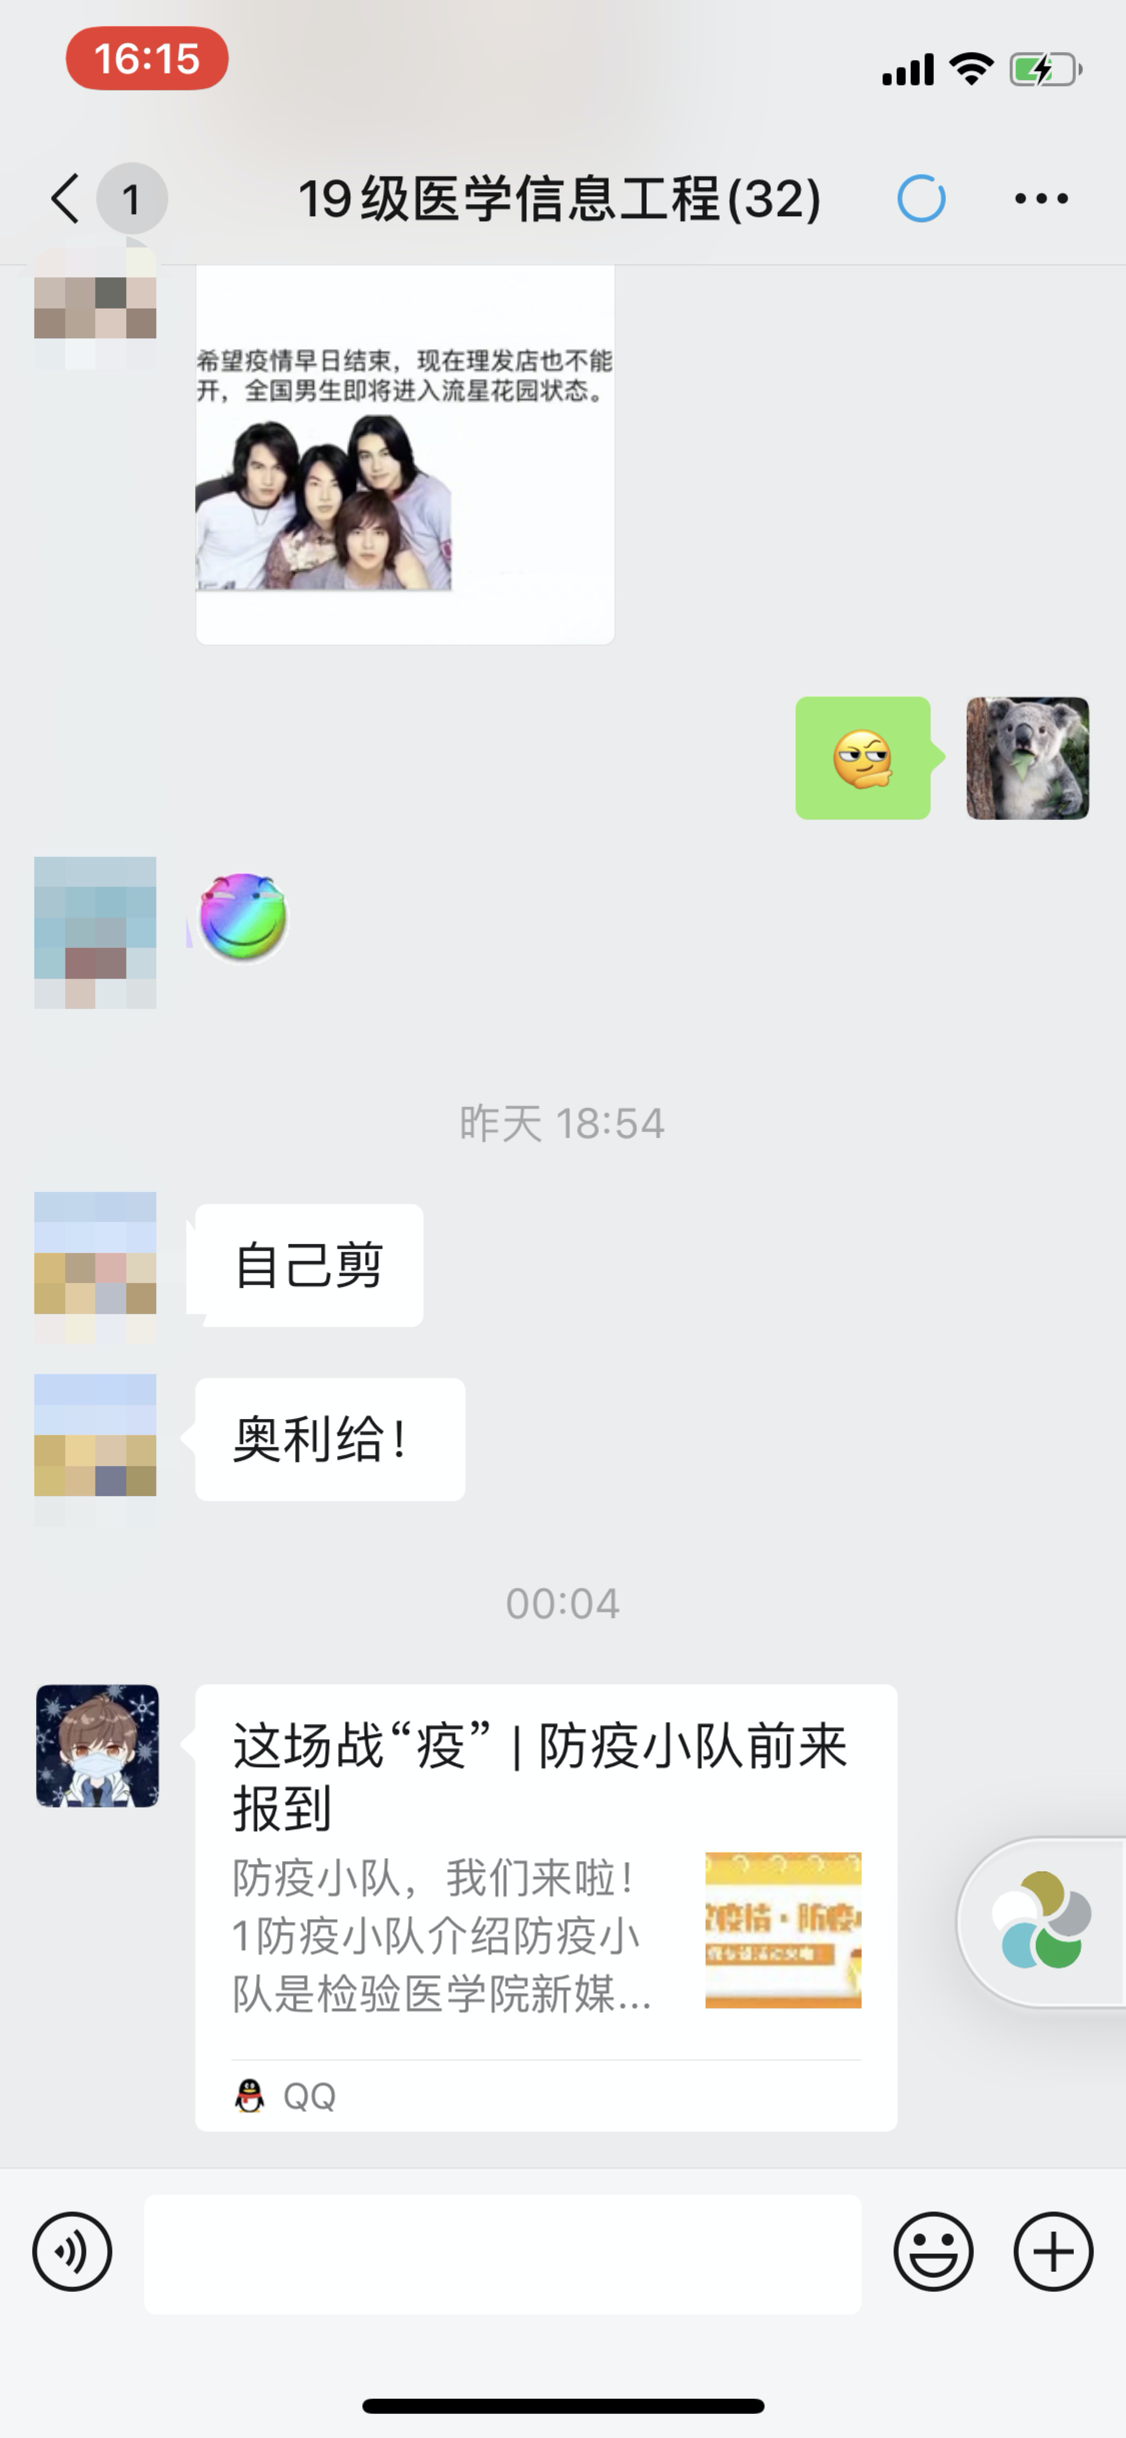 16:15
1
19级医学信息工程(32)
希望疫情早日结束，现在理发店也不能
开，全国男生即将进入流星花园状态。
昨天 18:54
自己剪
奥利给！
00:04
这场战“疫” | 防疫小队前来
报到
防疫小队，我们来啦！
1防疫小队介绍防疫小
队是检验医学院新媒...
疫情·防疫
QQ